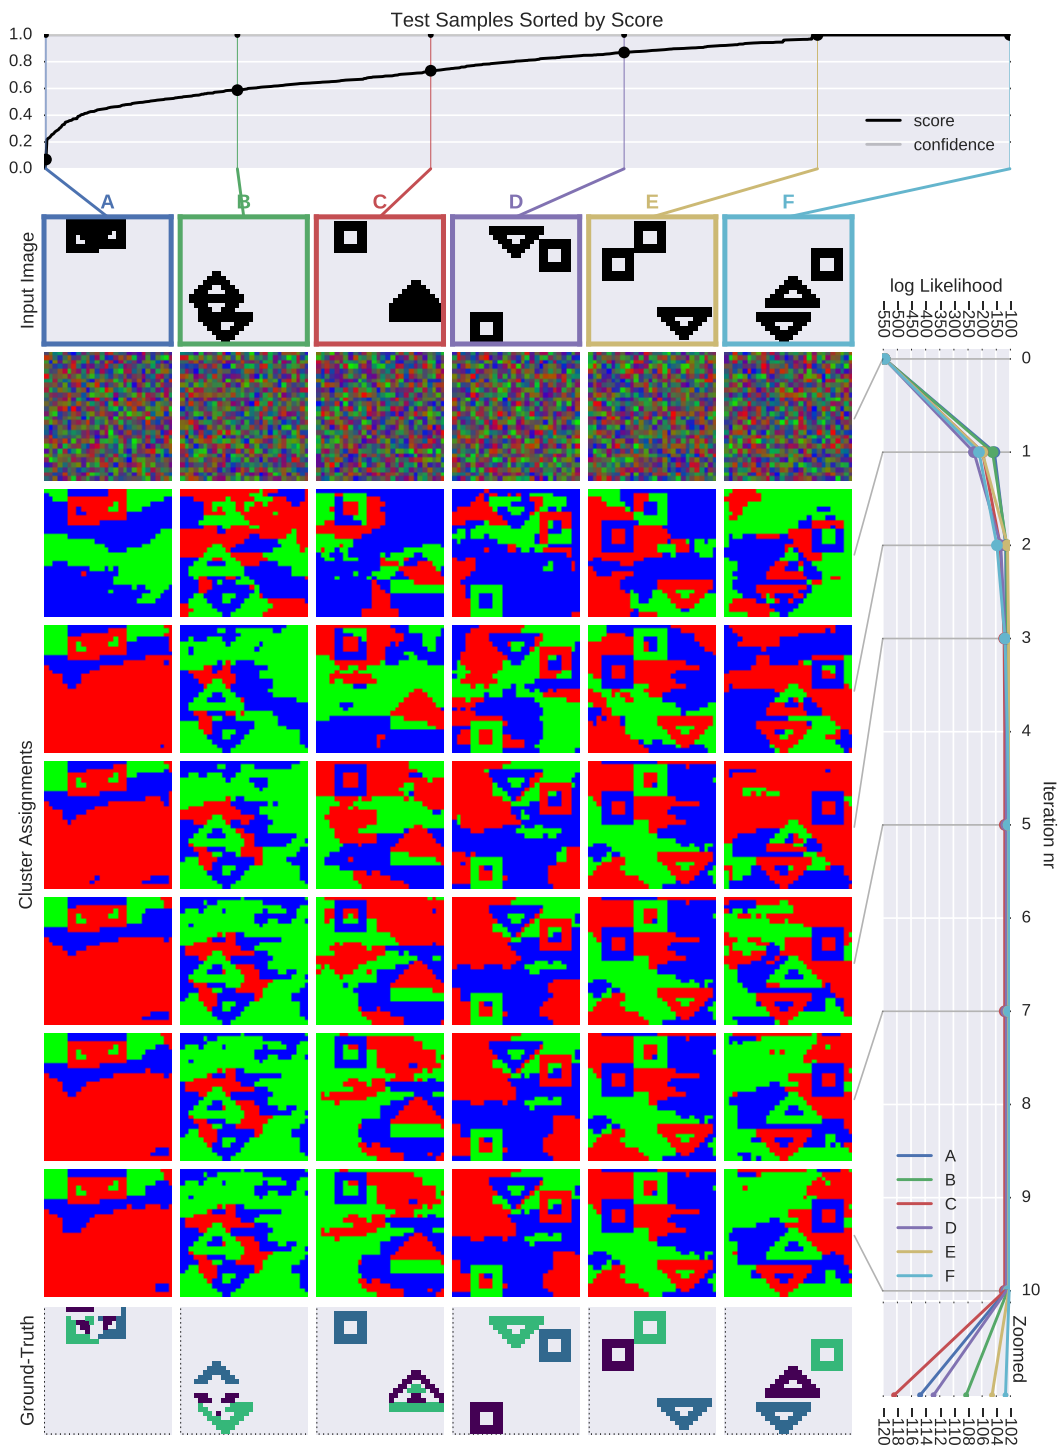 Test Samples Sorted by Score
1.0
0.8
0.6
0.4
0.2
0.0
score
confidence
A
B
C
D
E
F
Input Image
log Likelihood
−550
−500
−450
−400
−350
−300
−250
−200
−150
−100
0
1
2
3
4
5
6
7
8
9
10
Iteration nr
Cluster Assignments
A
B
C
D
E
F
Ground-Truth
Zoomed
−120
−118
−116
−114
−112
−110
−108
−106
−104
−102